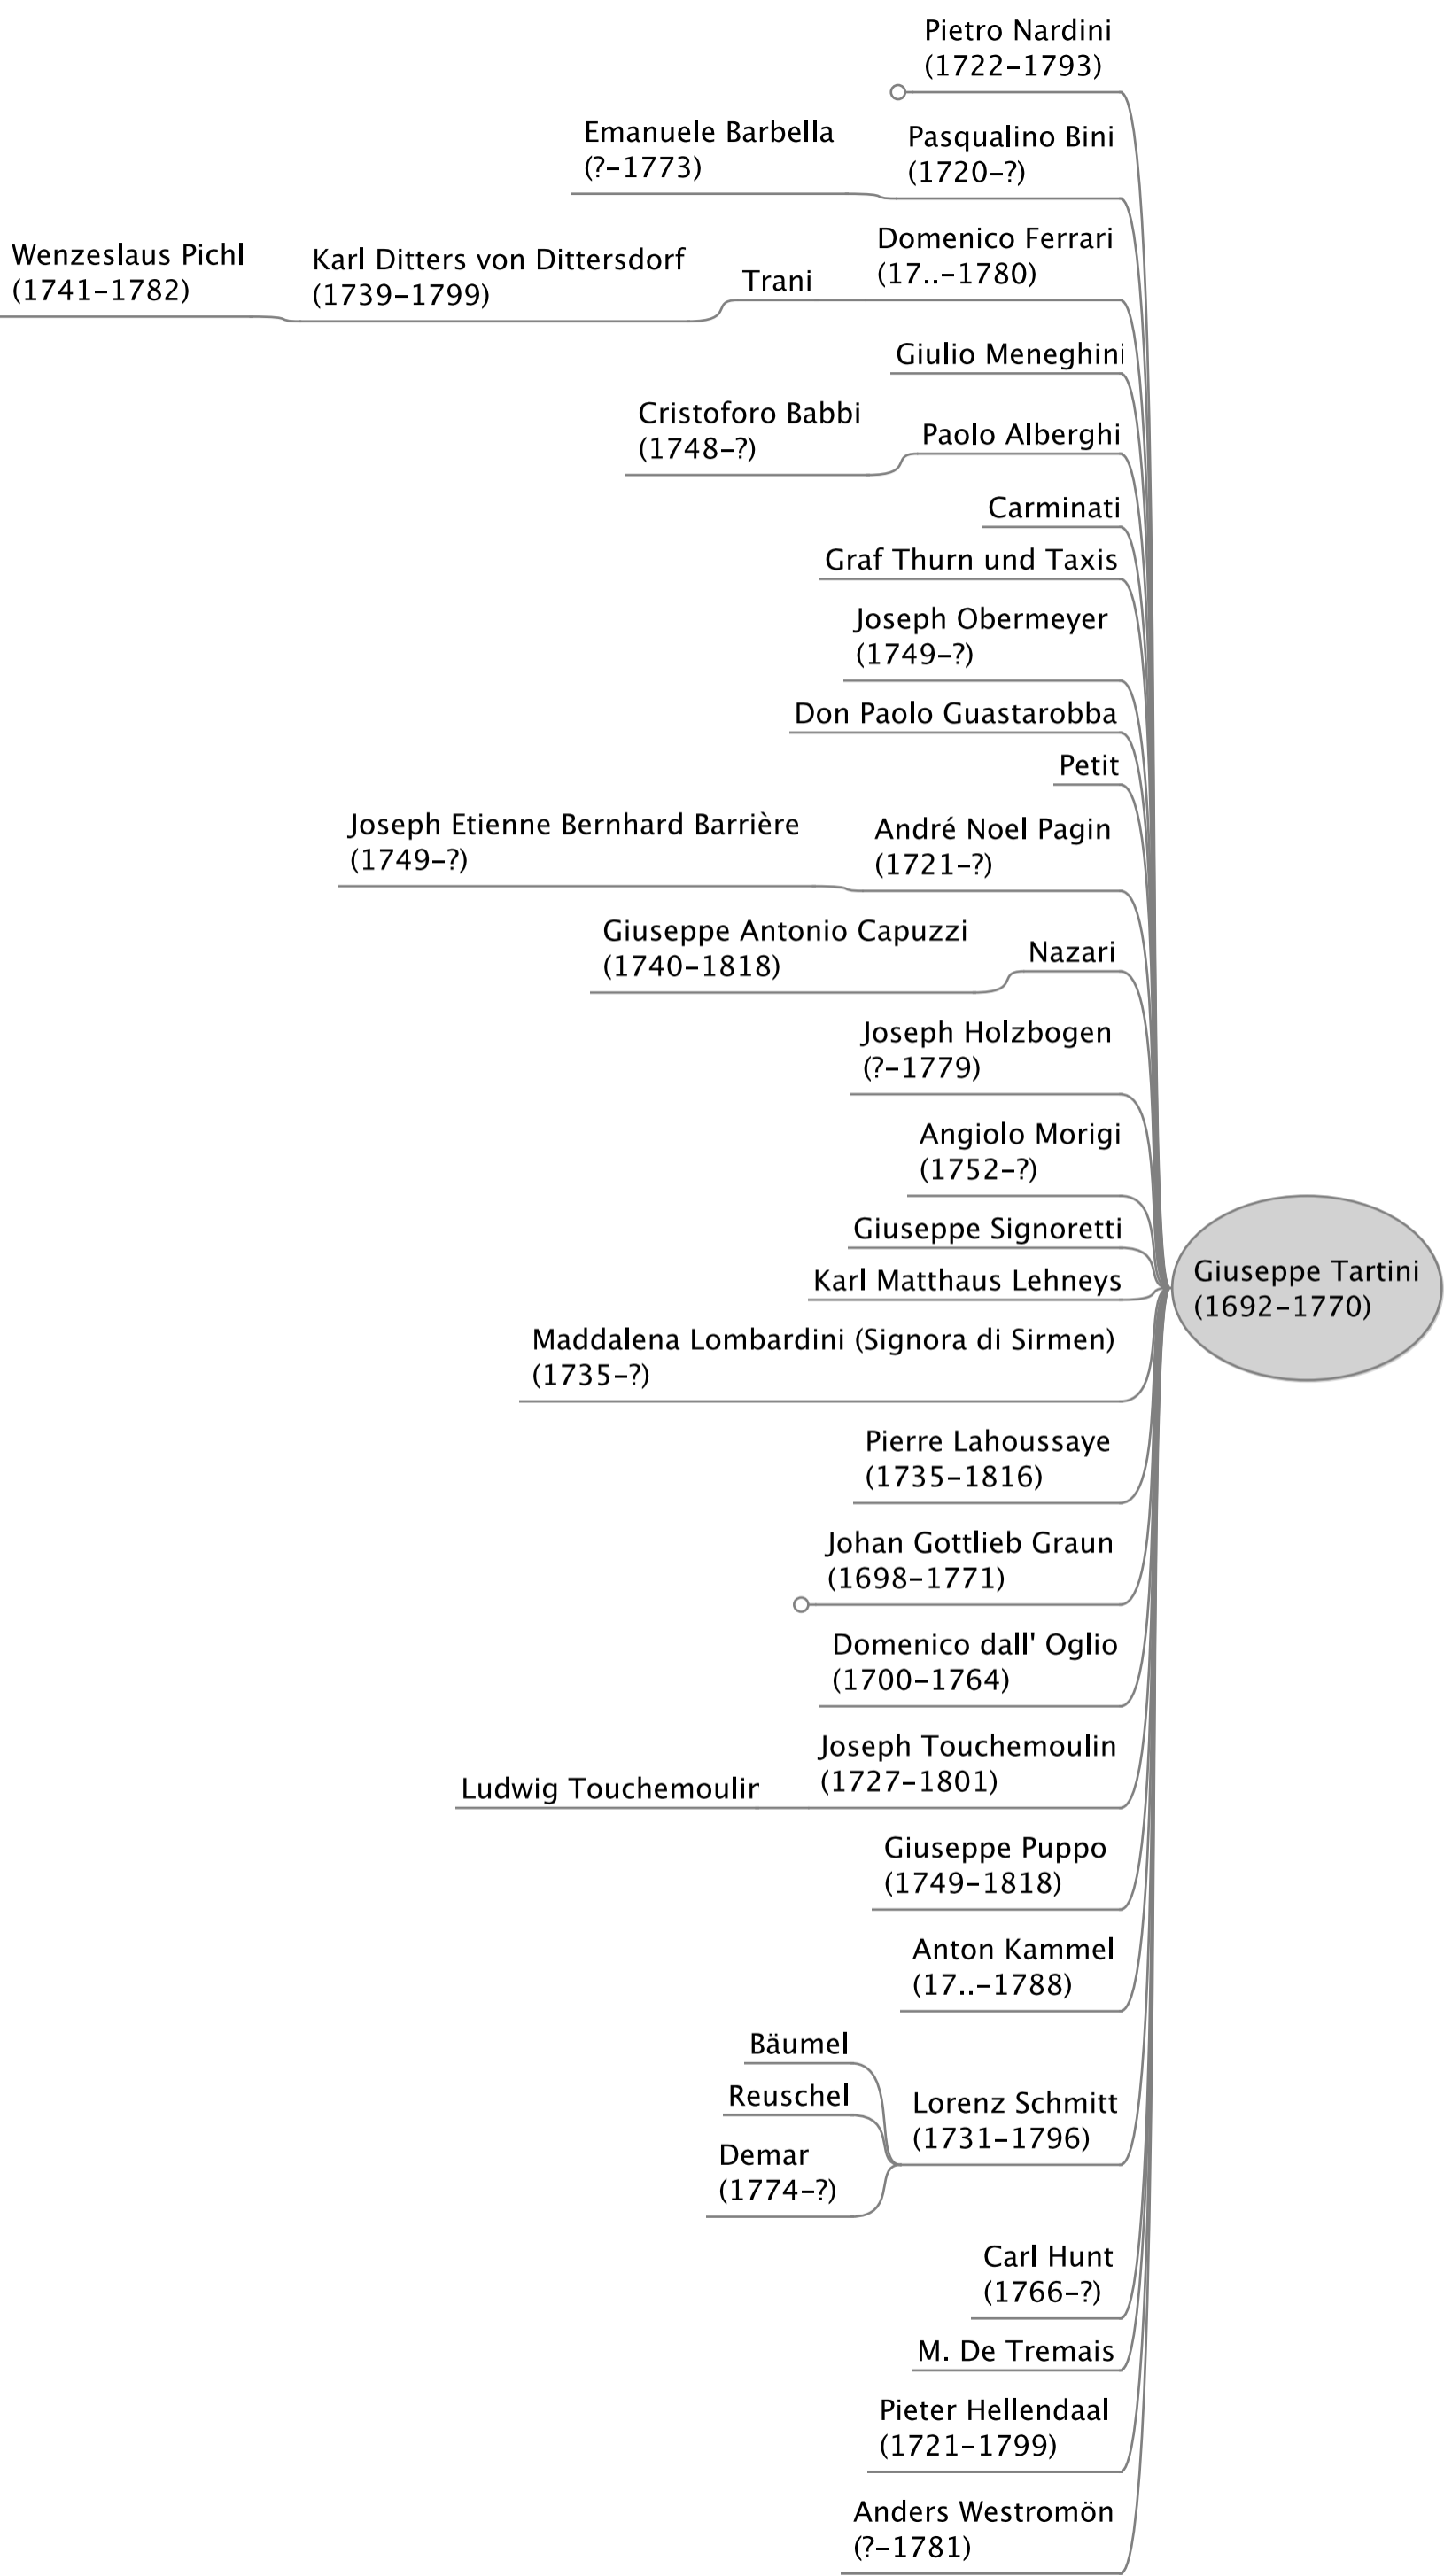 Pietro Nardini
(1722–1793)
Emanuele Barbella
(?–1773)
Pasqualino Bini
(1720–?)
Wenzeslaus Pichl
(1741–1782)
Karl Ditters von Dittersdorf
(1739–1799)
Trani
Domenico Ferrari
(17..–1780)
Giulio Meneghini
Cristoforo Babbi
(1748–?)
Paolo Alberghi
Carminati
Graf Thurn und Taxis
Joseph Obermeyer
(1749–?)
Don Paolo Guastarobba
Petit
Joseph Etienne Bernhard Barrière
(1749–?)
André Noel Pagin
(1721–?)
Giuseppe Antonio Capuzzi
(1740–1818)
Nazari
Joseph Holzbogen
(?–1779)
Angiolo Morigi
(1752–?)
Giuseppe Signoretti
Karl Matthaus Lehneys
Giuseppe Tartini
(1692–1770)
Maddalena Lombardini (Signora di Sirmen)
(1735–?)
Pierre Lahoussaye
(1735–1816)
Johan Gottlieb Graun
(1698–1771)
Domenico dall' Oglio
(1700–1764)
Ludwig Touchemoulin
Joseph Touchemoulin
(1727–1801)
Giuseppe Puppo
(1749–1818)
Anton Kammel
(17..–1788)
Bäumel
Reuschel
Demar
(1774–?)
Lorenz Schmitt
(1731–1796)
Carl Hunt
(1766–?)
M. De Tremais
Pieter Hellendaal
(1721–1799)
Anders Westromön
(?–1781)